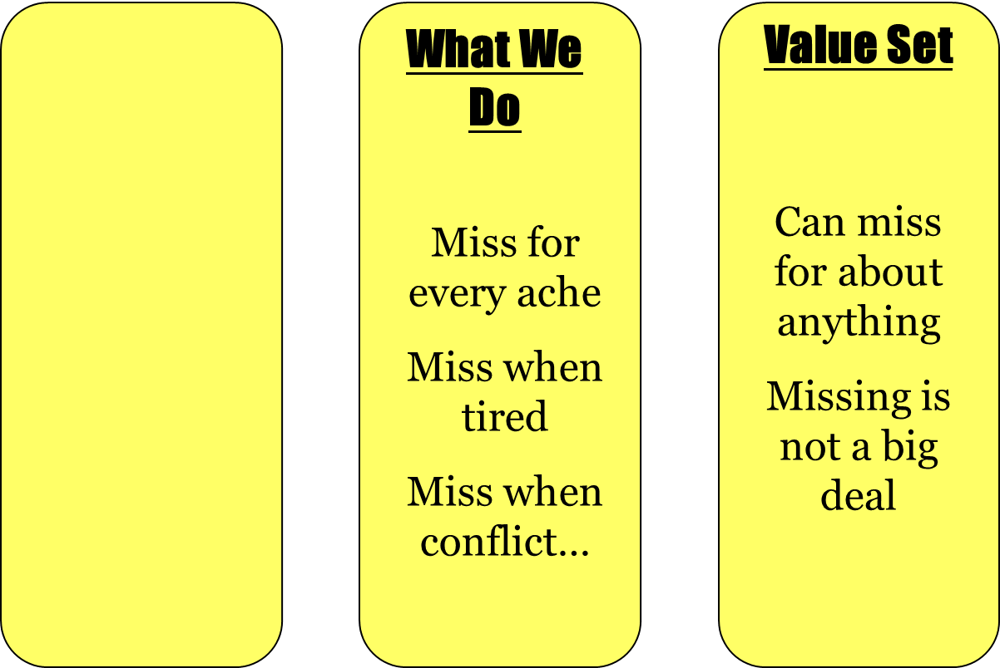 What We
Do
Miss for
every ache
Miss when
tired
Miss when
conflict...
Value Set
Can miss
for about
anything
Missing is
not a big
deal